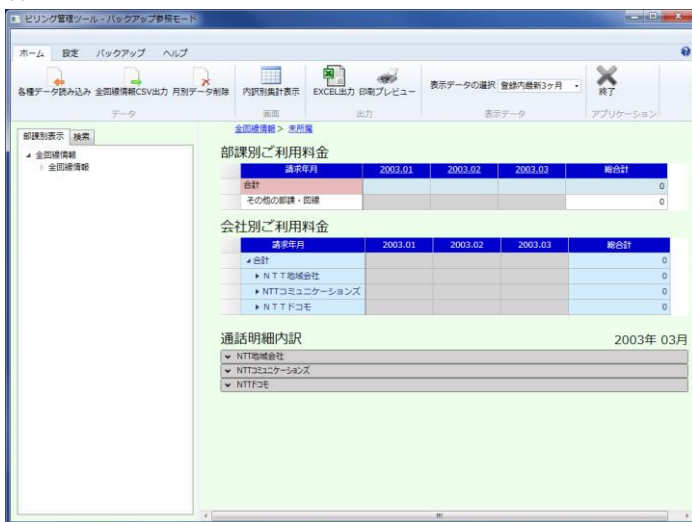 ビリング管理ツール - バックアップ参照モード
ホーム 設定 バックアップ ヘルプ
各種データ読み込み 全回線情報CSV出力 月別データ削除 内訳別集計表示 EXCEL出力 印刷プレビュー 表示データの選択 登録内最新3ヶ月 終了
データ 画面 出力 表示データ アプリケーション
部課別表示 検索
全回線情報
全回線情報
全回線情報 > 未所属
部課別ご利用料金
請求年月 2003.01 2003.02 2003.03 総合計
合計 0
その他の部課・回線 0
会社別ご利用料金
請求年月 2003.01 2003.02 2003.03 総合計
合計 0
ＮＴＴ地域会社 0
NTTコミュニケーションズ 0
ＮＴＴドコモ 0
通話明細内訳 2003年 03月
NTT地域会社
NTTコミュニケーションズ
NTTドコモ